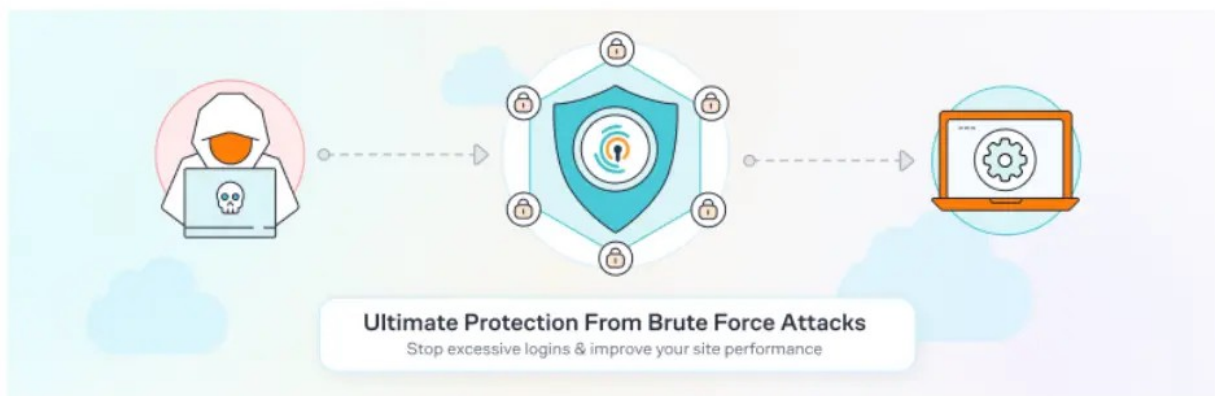 Ultimate Protection From Brute Force Attacks
Stop excessive logins & improve your site performance